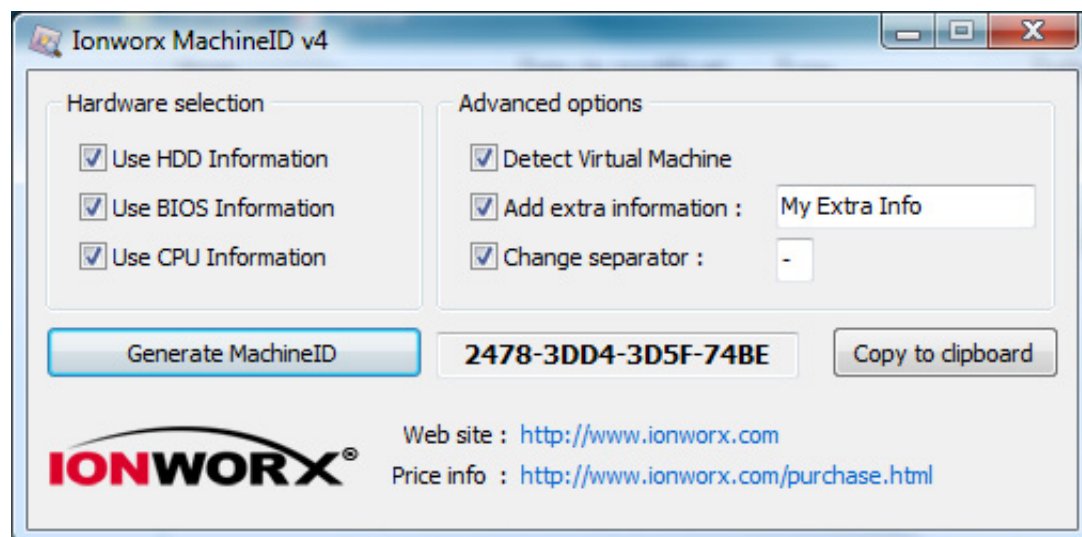 Ionworx MachineID v4
Hardware selection
Use HDD Information
Use BIOS Information
Use CPU Information
Advanced options
Detect Virtual Machine
Add extra information : My Extra Info
Change separator : -
Generate MachineID
2478-3DD4-3D5F-74BE
Copy to clipboard
IONWORX®
Web site : http://www.ionworx.com
Price info : http://www.ionworx.com/purchase.html